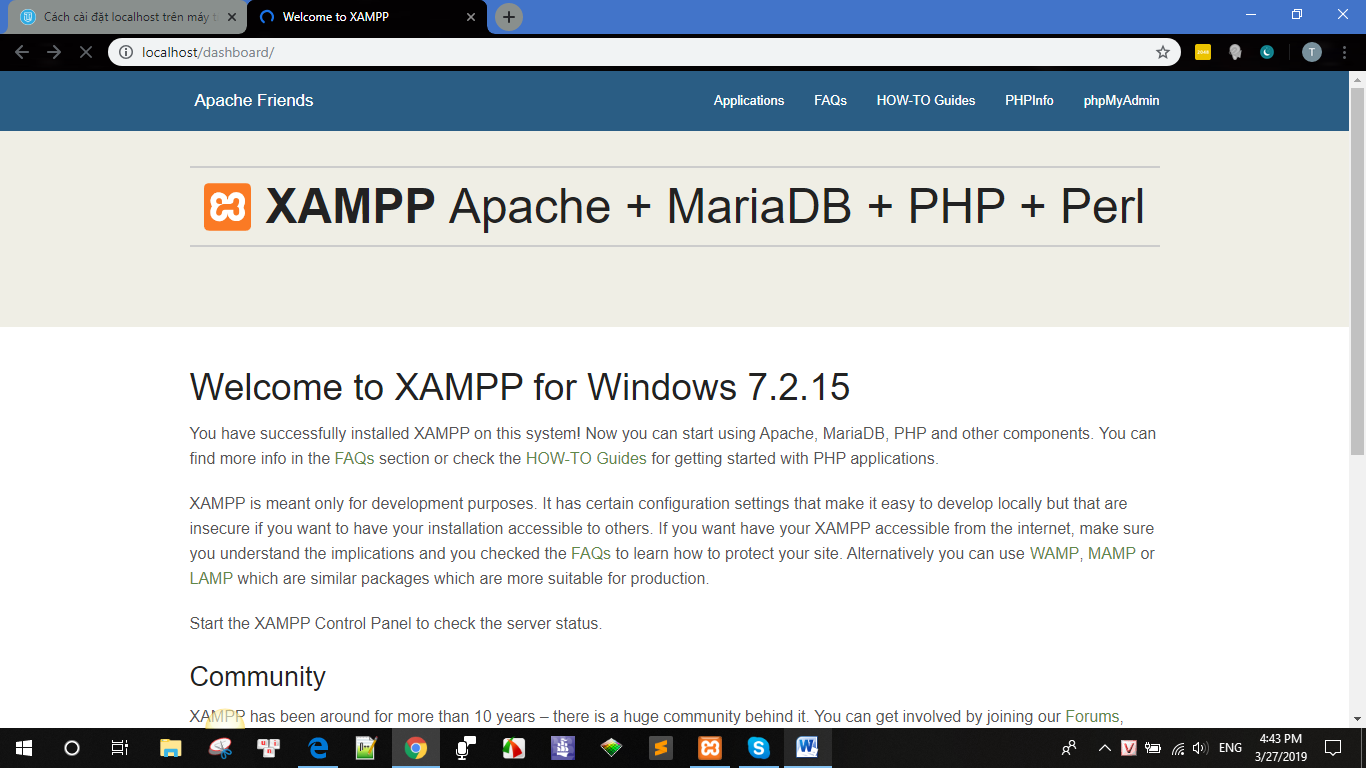 Cách cài đặt localhost trên máy t
Welcome to XAMPP
localhost/dashboard/
T
Apache Friends
Applications FAQs HOW-TO Guides PHPInfo phpMyAdmin
XAMPP Apache + MariaDB + PHP + Perl
Welcome to XAMPP for Windows 7.2.15
You have successfully installed XAMPP on this system! Now you can start using Apache, MariaDB, PHP and other components. You can
find more info in the FAQs section or check the HOW-TO Guides for getting started with PHP applications.
XAMPP is meant only for development purposes. It has certain configuration settings that make it easy to develop locally but that are
insecure if you want to have your installation accessible to others. If you want have your XAMPP accessible from the internet, make sure
you understand the implications and you checked the FAQs to learn how to protect your site. Alternatively you can use WAMP, MAMP or
LAMP which are similar packages which are more suitable for production.
Start the XAMPP Control Panel to check the server status.
Community
XAMPP has been around for more than 10 years – there is a huge community behind it. You can get involved by joining our Forums,
V
ENG
4:43 PM
3/27/2019